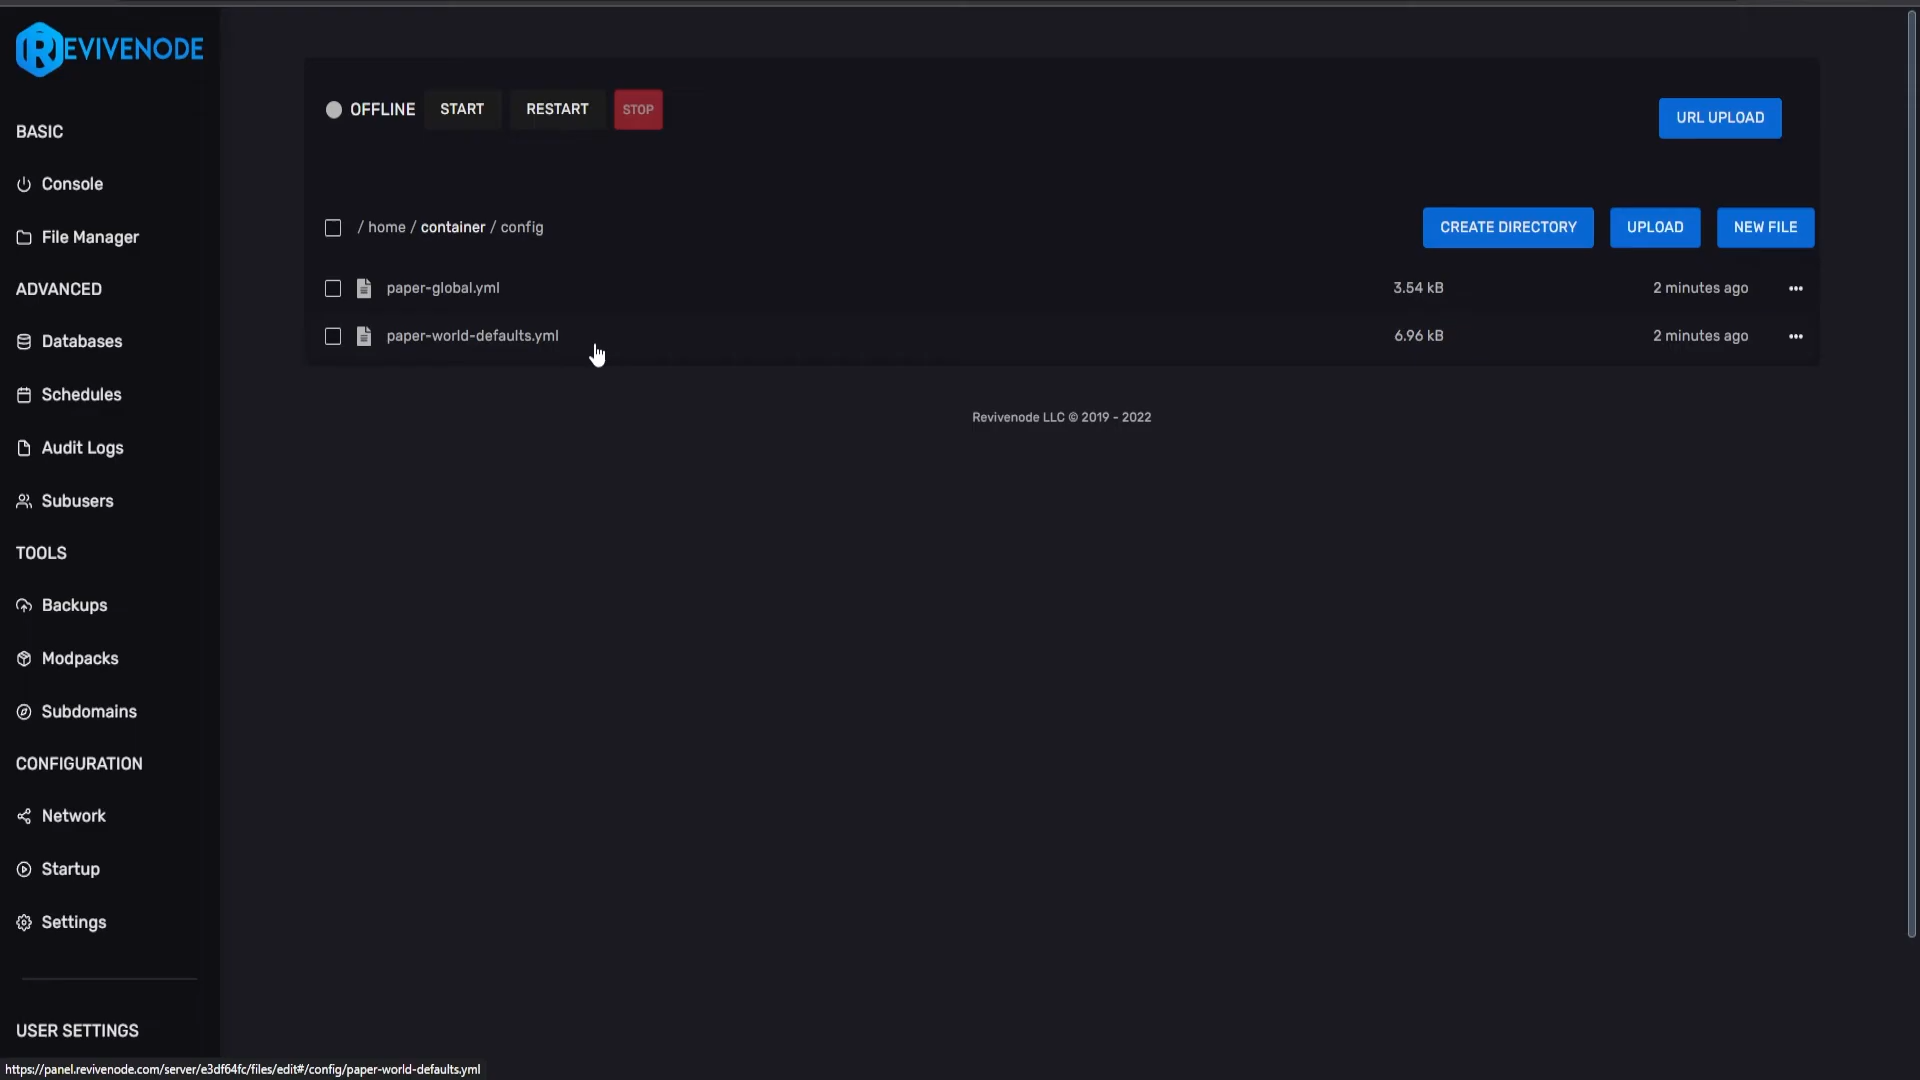 REVIVENODE
BASIC
Console
File Manager
ADVANCED
Databases
Schedules
Audit Logs
Subusers
TOOLS
Backups
Modpacks
Subdomains
CONFIGURATION
Network
Startup
Settings
USER SETTINGS
OFFLINE START RESTART STOP
URL UPLOAD
/ home / container / config
CREATE DIRECTORY UPLOAD NEW FILE
paper-global.yml 3.54 kB 2 minutes ago
paper-world-defaults.yml 6.96 kB 2 minutes ago
Revivenode LLC © 2019 - 2022
https://panel.revivenode.com/server/e3df64fc/files/edit#/config/paper-world-defaults.yml